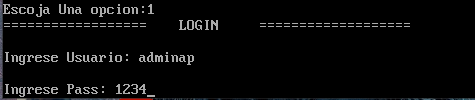 Escoja Una opcion:1
================== LOGIN ==================
Ingrese Usuario: adminap
Ingrese Pass: 1234_